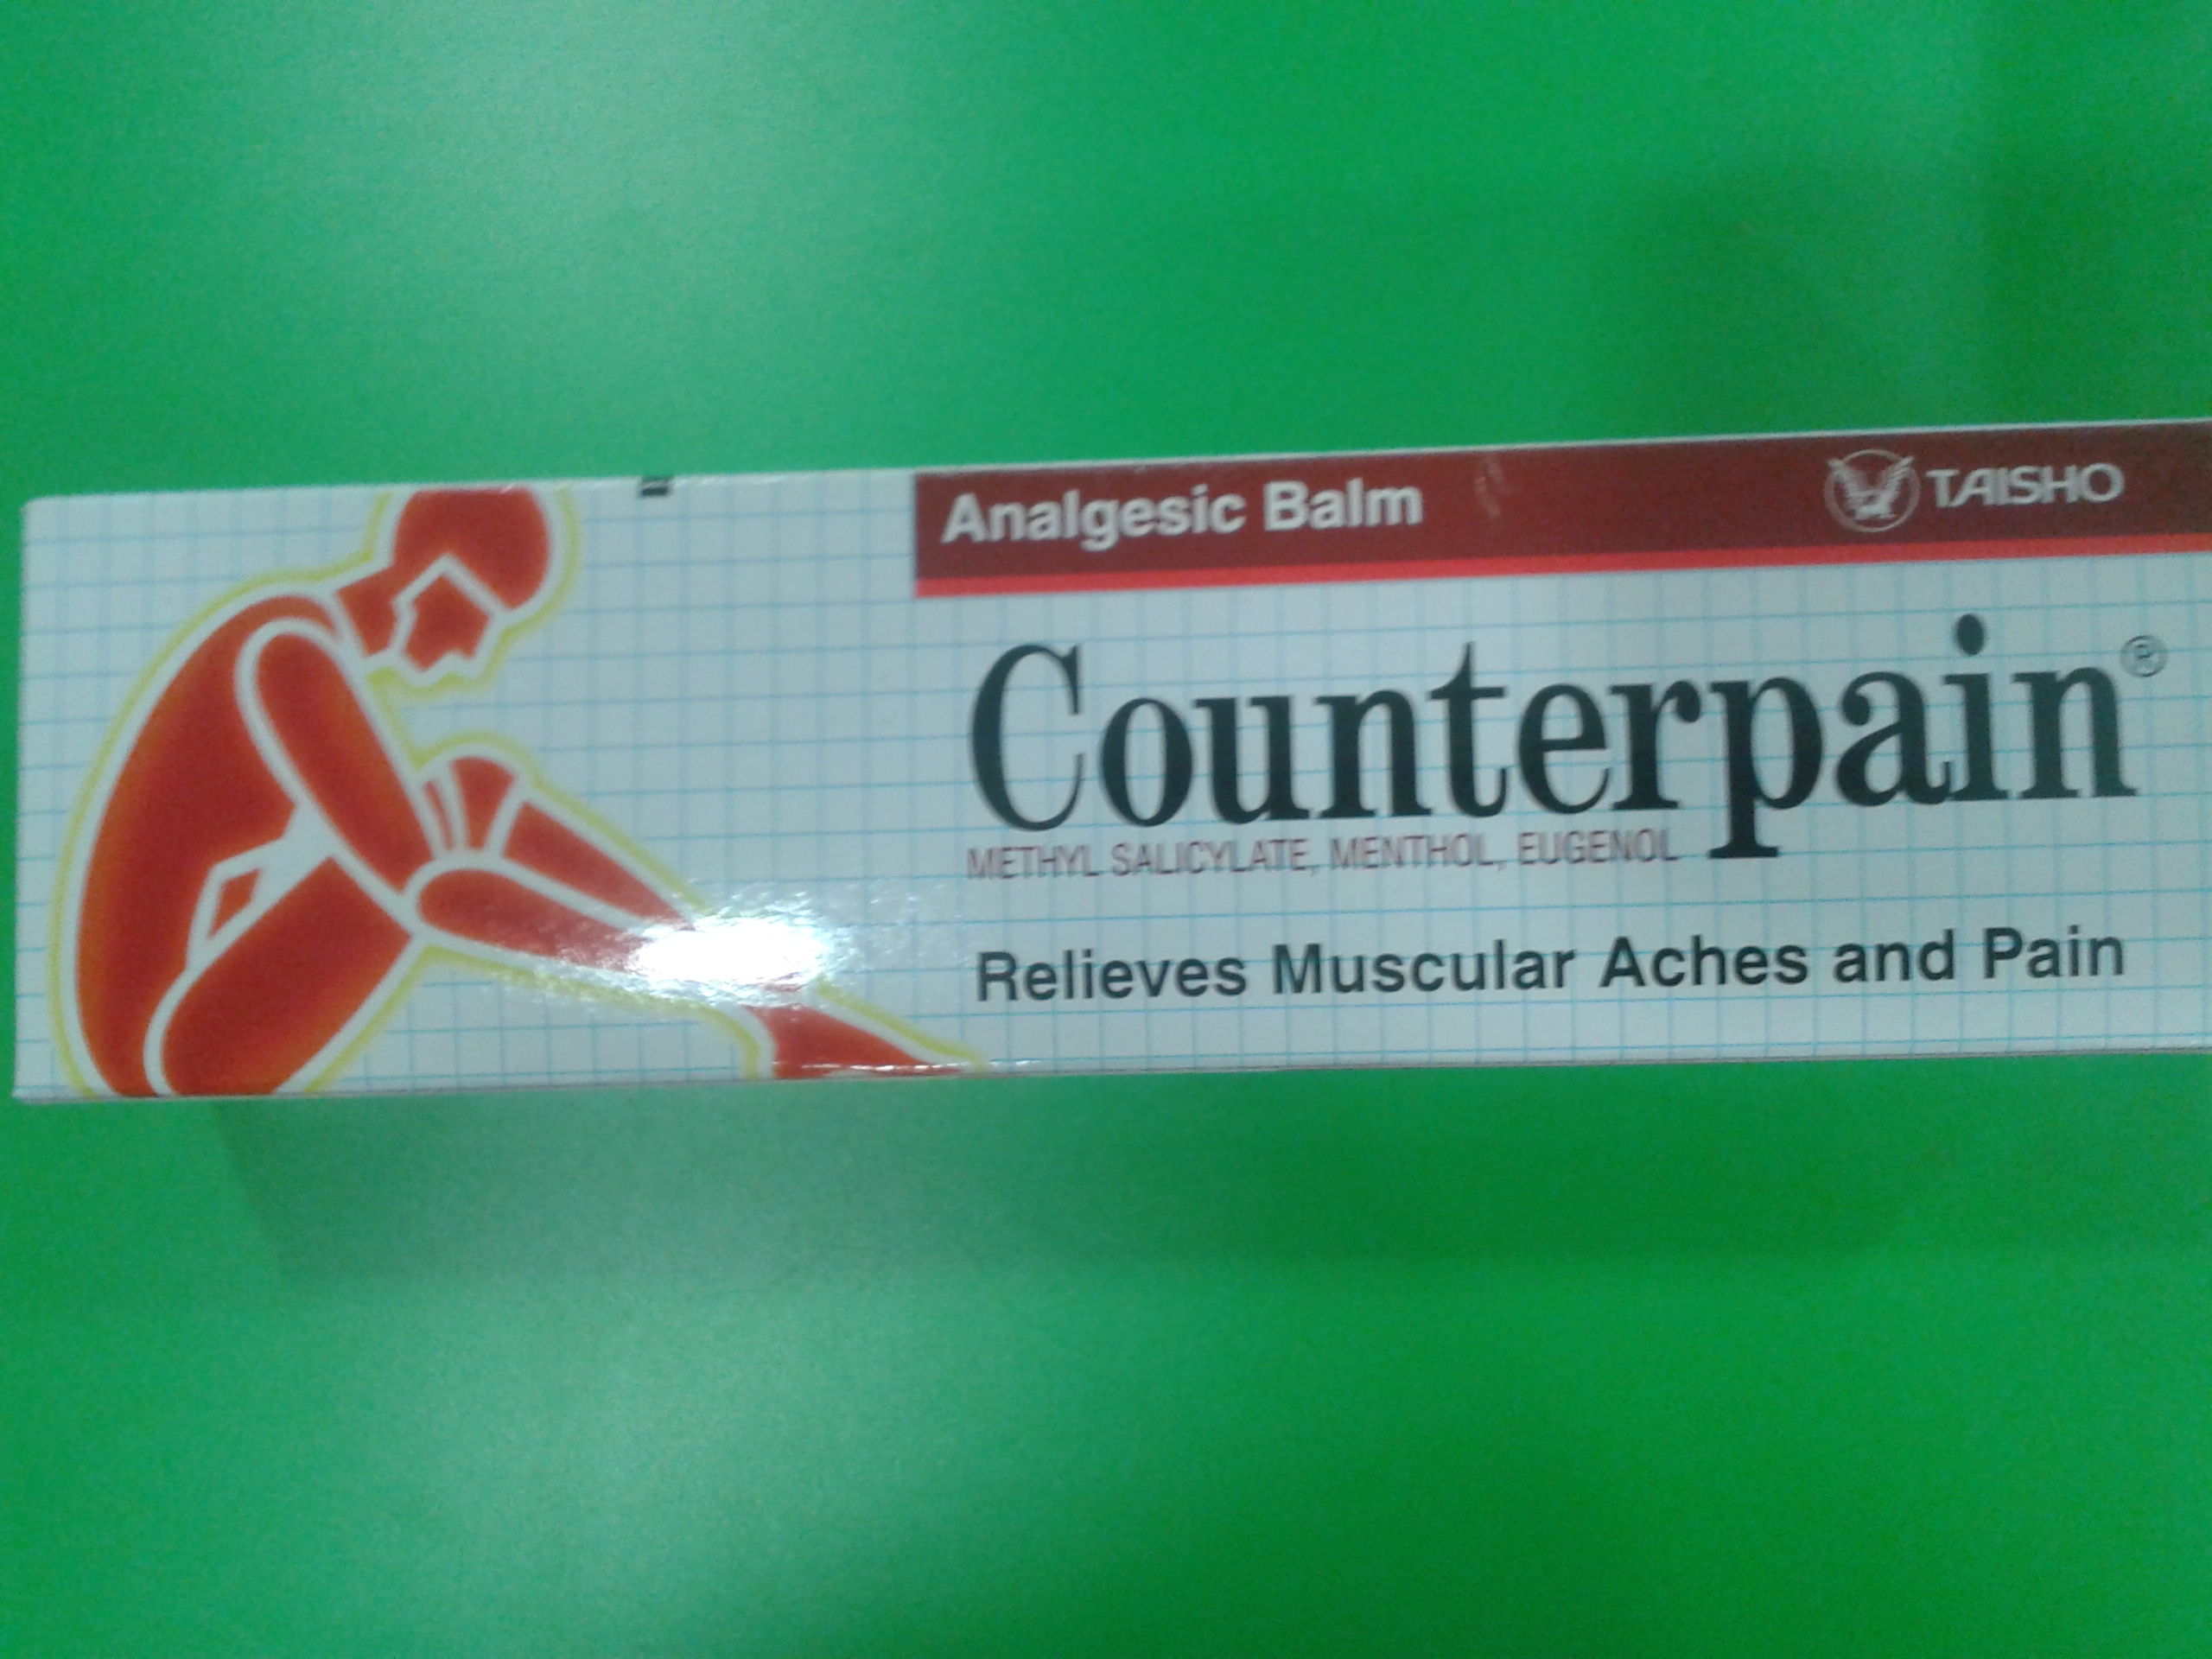 Analgesic Balm
TAISHO
Counterpain®
METHYL SALICYLATE, MENTHOL, EUGENOL
Relieves Muscular Aches and Pain